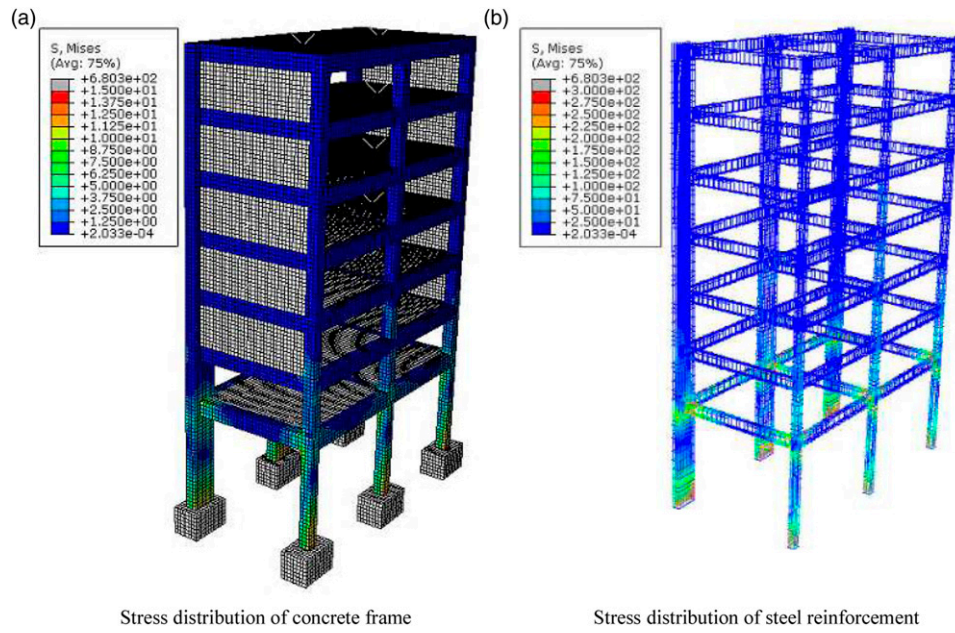 (a)
S, Mises
(Avg: 75%)
+6.803e+02
+1.500e+01
+1.375e+01
+1.250e+01
+1.125e+01
+1.000e+01
+8.750e+00
+7.500e+00
+6.250e+00
+5.000e+00
+3.750e+00
+2.500e+00
+1.250e+00
+2.033e-04
Stress distribution of concrete frame
(b)
S, Mises
(Avg: 75%)
+6.803e+02
+3.000e+02
+2.750e+02
+2.500e+02
+2.250e+02
+2.000e+02
+1.750e+02
+1.500e+02
+1.250e+02
+1.000e+02
+7.500e+01
+5.000e+01
+2.500e+01
+2.033e-04
Stress distribution of steel reinforcement